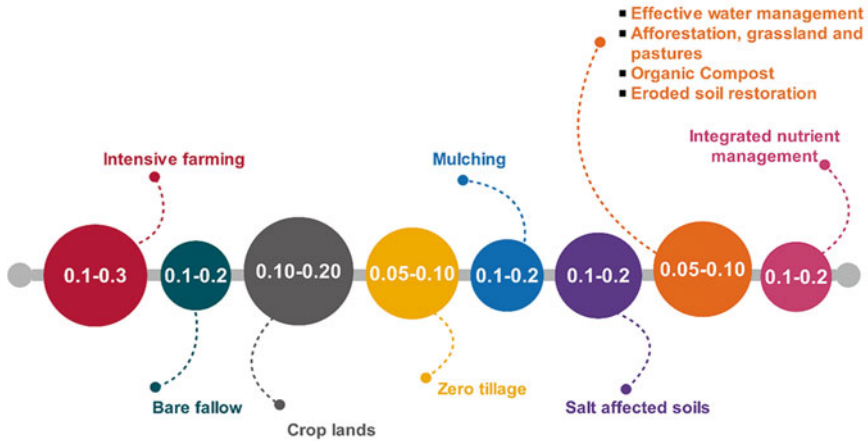 ▪ Effective water management
▪ Afforestation, grassland and
pastures
▪ Organic Compost
▪ Eroded soil restoration
Intensive farming
Mulching
Integrated nutrient
management
0.1-0.3
0.1-0.2
0.10-0.20
0.05-0.10
0.1-0.2
0.1-0.2
0.05-0.10
0.1-0.2
Bare fallow
Crop lands
Zero tillage
Salt affected soils